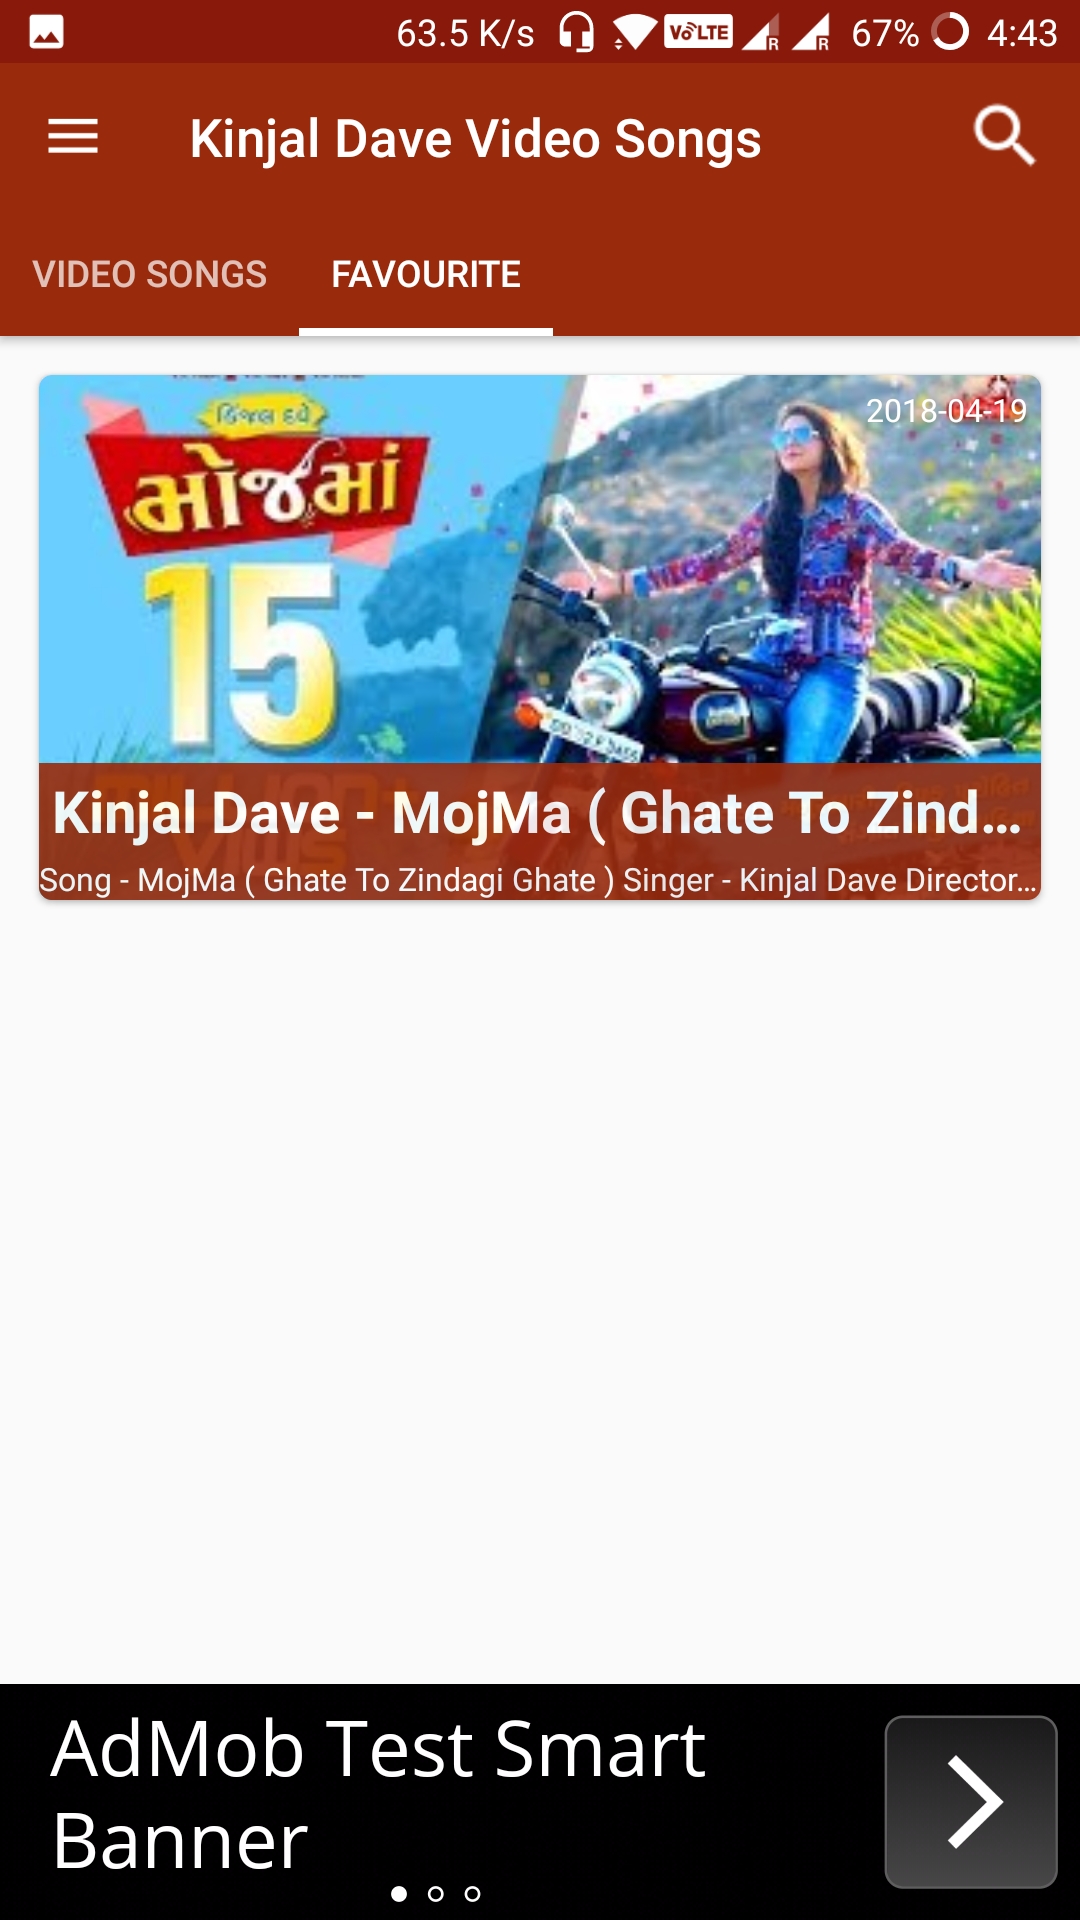 63.5 K/s VoLTE R R 67% 4:43
Kinjal Dave Video Songs
VIDEO SONGS FAVOURITE
2018-04-19
કિંજલ દવે
મોજમાં
15
Kinjal Dave - MojMa ( Ghate To Zind...
Song - MojMa ( Ghate To Zindagi Ghate ) Singer - Kinjal Dave Director...
AdMob Test Smart
Banner